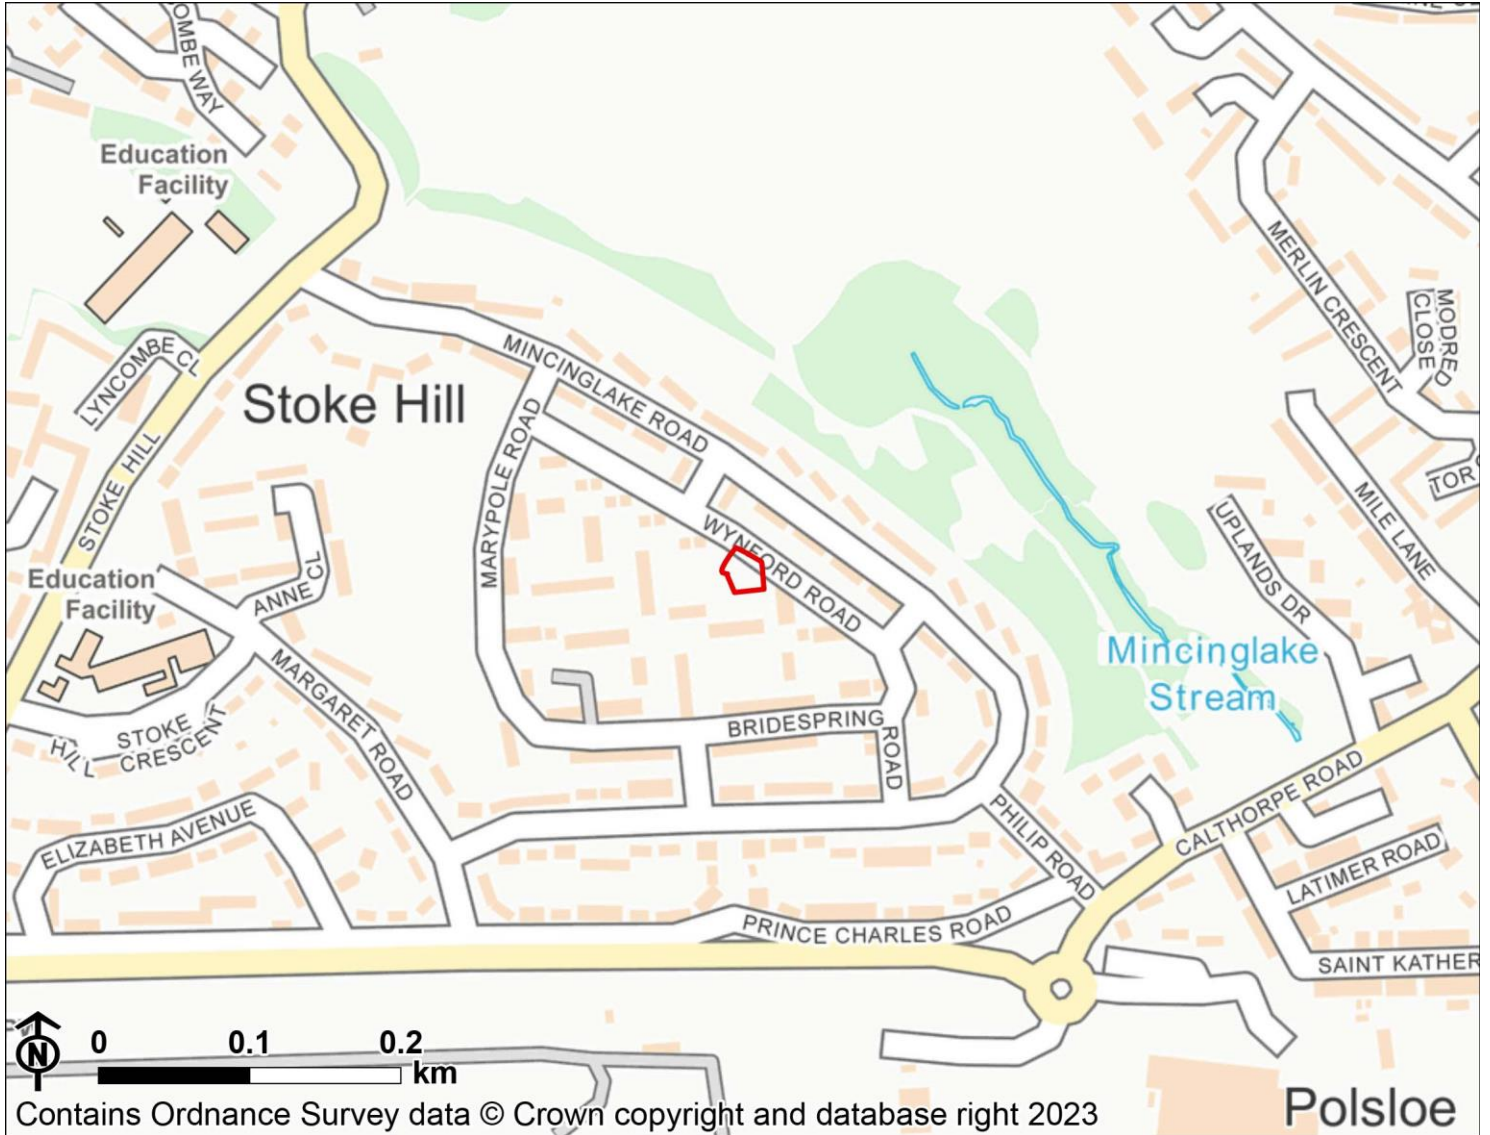 OMBE WAY
Education
Facility
MERLIN CRESCENT
MODRED
CLOSE
LYNCOMBE CL
MINCINGLAKE ROAD
Stoke Hill
MARYPOLE ROAD
STOKE HILL
TOR
MILE LANE
UPLANDS DR
WYNFORD ROAD
Education
Facility
ANNE CL
Mincinglake
Stream
MARGARET ROAD
STOKE
HILL
CRESCENT
BRIDESPRING
ROAD
PHILIP ROAD
CALTHORPE ROAD
ELIZABETH AVENUE
LATIMER ROAD
PRINCE CHARLES ROAD
SAINT KATHER
N
0 0.1 0.2
km
Contains Ordnance Survey data © Crown copyright and database right 2023
Polsloe